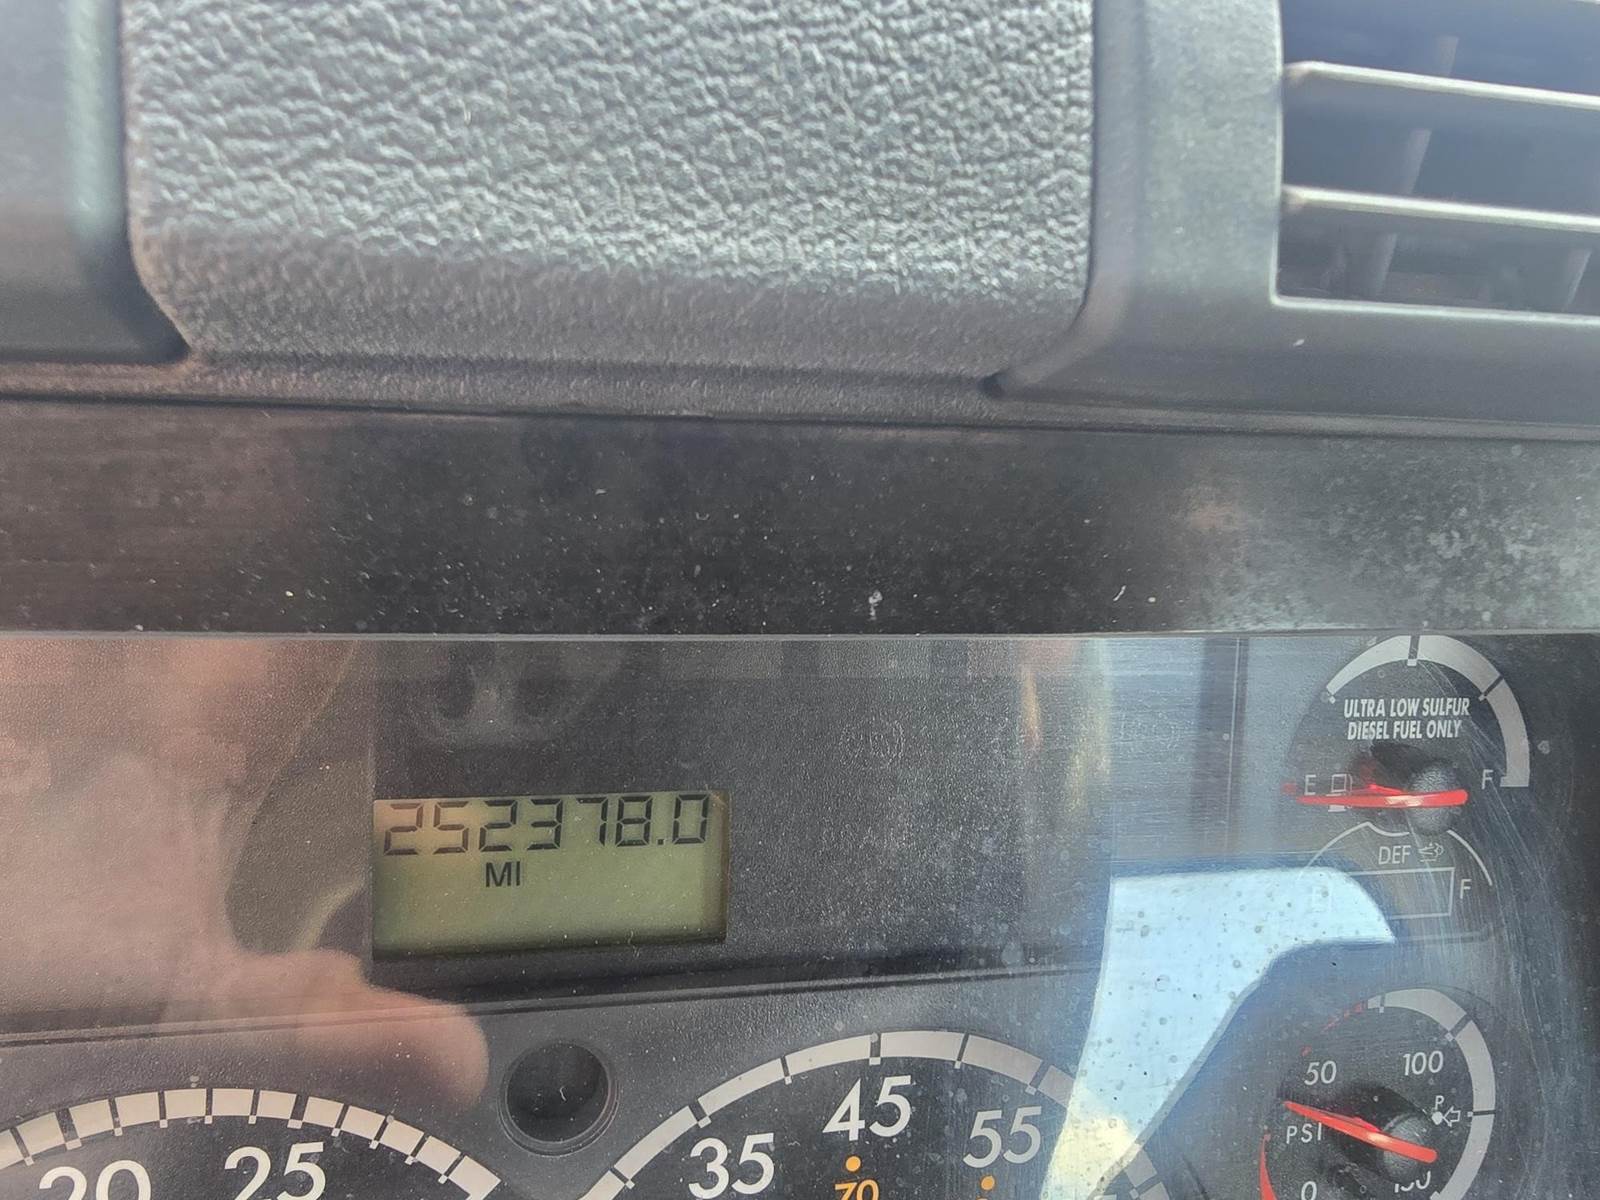 ULTRA LOW SULFUR
DIESEL FUEL ONLY
E F
252378.0
MI
DEF
F
50 100
PSI
P
0 150
20 25
35 45 55
70